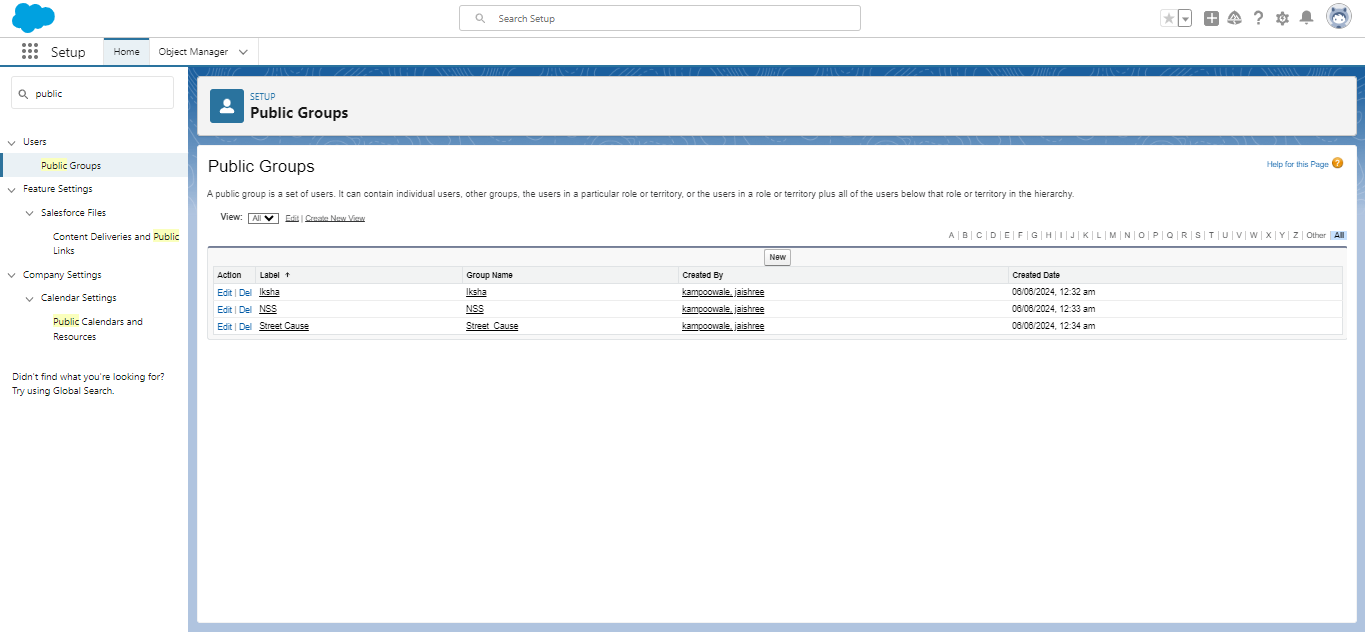 Search Setup
Setup
Home
Object Manager
public
Users
Public Groups
Feature Settings
Salesforce Files
Content Deliveries and Public
Links
Company Settings
Calendar Settings
Public Calendars and
Resources
Didn't find what you're looking for?
Try using Global Search.
SETUP
Public Groups
Public Groups
Help for this Page ?
A public group is a set of users. It can contain individual users, other groups, the users in a particular role or territory, or the users in a role or territory plus all of the users below that role or territory in the hierarchy.
View: All Edit | Create New View
A | B | C | D | E | F | G | H | I | J | K | L | M | N | O | P | Q | R | S | T | U | V | W | X | Y | Z | Other All
New
Action Label ↑ Group Name Created By Created Date
Edit | Del Iksha Iksha kampoowale, jaishree 06/06/2024, 12:32 am
Edit | Del NSS NSS kampoowale, jaishree 06/06/2024, 12:33 am
Edit | Del Street Cause Street_Cause kampoowale, jaishree 06/06/2024, 12:34 am